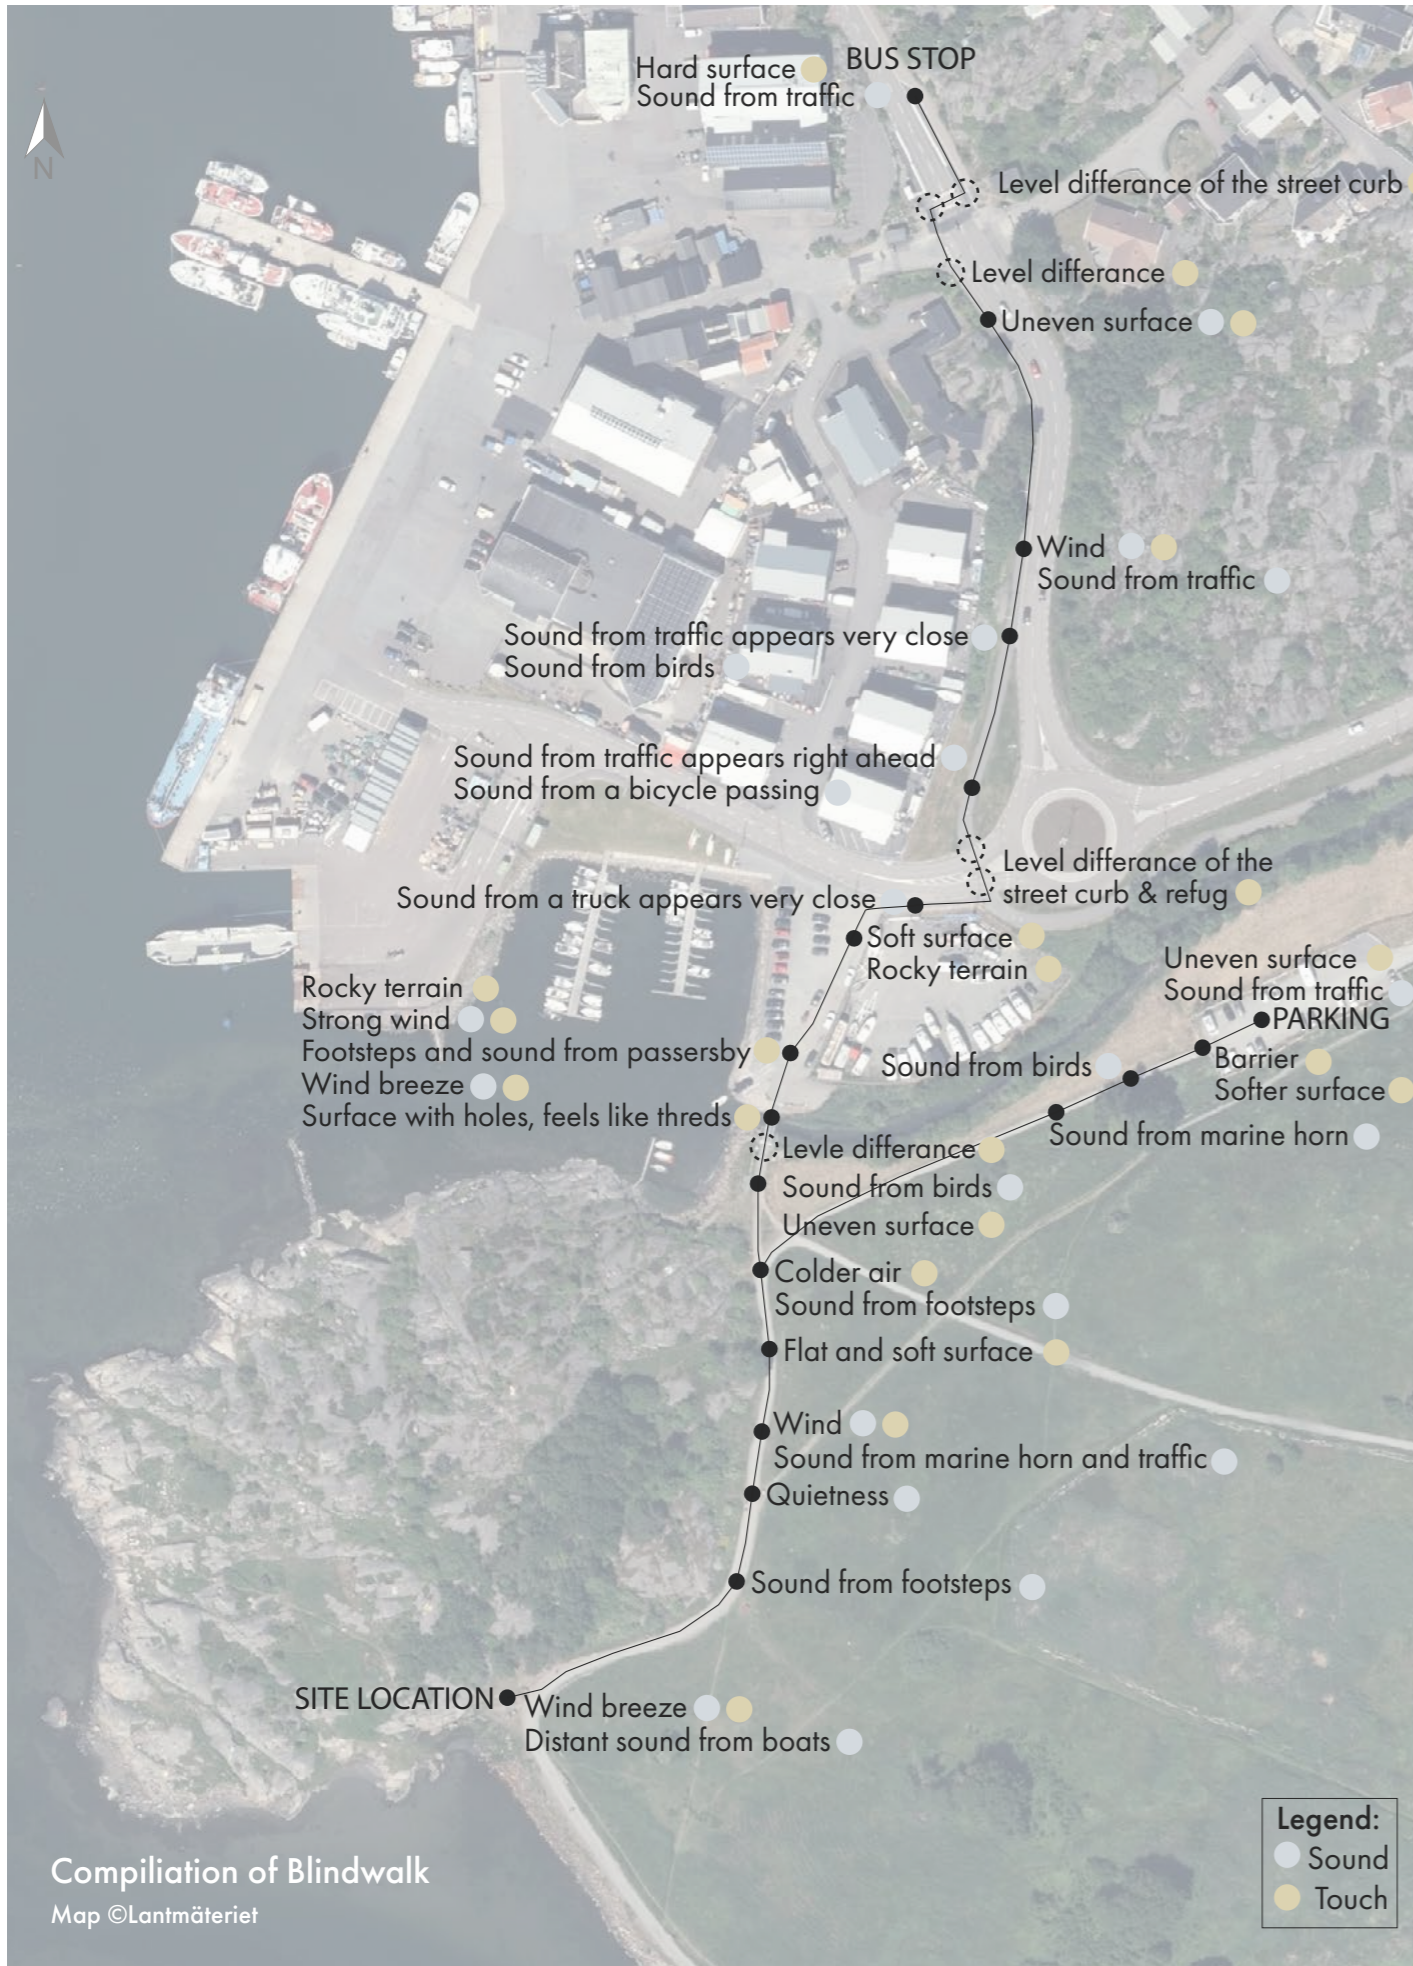 BUS STOP
Hard surface
Sound from traffic
N
Level differance of the street curb
Level differance
Uneven surface
Wind
Sound from traffic
Sound from traffic appears very close
Sound from birds
Sound from traffic appears right ahead
Sound from a bicycle passing
Level differance of the
street curb & refug
Sound from a truck appears very close
Soft surface
Rocky terrain
Uneven surface
Sound from traffic
PARKING
Rocky terrain
Strong wind
Footsteps and sound from passersby
Wind breeze
Surface with holes, feels like threds
Sound from birds
Barrier
Softer surface
Sound from marine horn
Levle differance
Sound from birds
Uneven surface
Colder air
Sound from footsteps
Flat and soft surface
Wind
Sound from marine horn and traffic
Quietness
Sound from footsteps
SITE LOCATION
Wind breeze
Distant sound from boats
Legend:
Sound
Touch
Compiliation of Blindwalk
Map ©Lantmäteriet